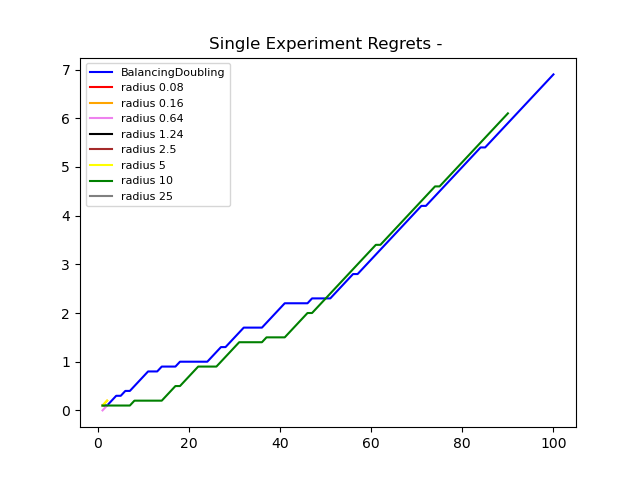 Single Experiment Regrets -
BalancingDoubling
radius 0.08
radius 0.16
radius 0.64
radius 1.24
radius 2.5
radius 5
radius 10
radius 25
7
6
5
4
3
2
1
0
0 20 40 60 80 100